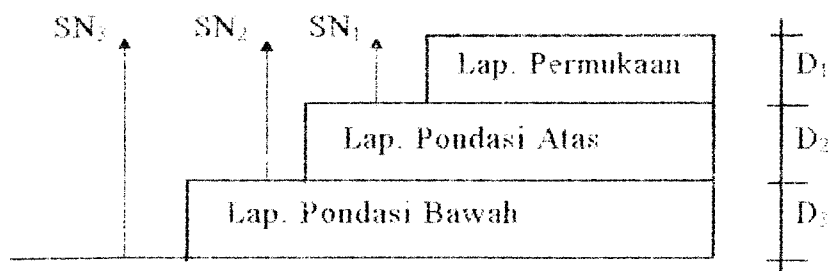 SN₃ SN₂ SN₁
Lap. Permukaan D₁
Lap. Pondasi Atas D₂
Lap. Pondasi Bawah D₃